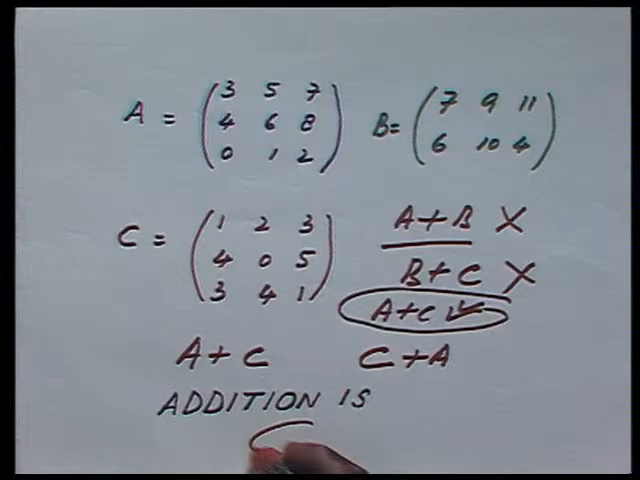 A = (3 5 7
4 6 8
0 1 2)
B= (7 9 11
6 10 4)
C = (1 2 3
4 0 5
3 4 1)
A+B X
B+C X
A+C ✓
A+C C+A
ADDITION IS